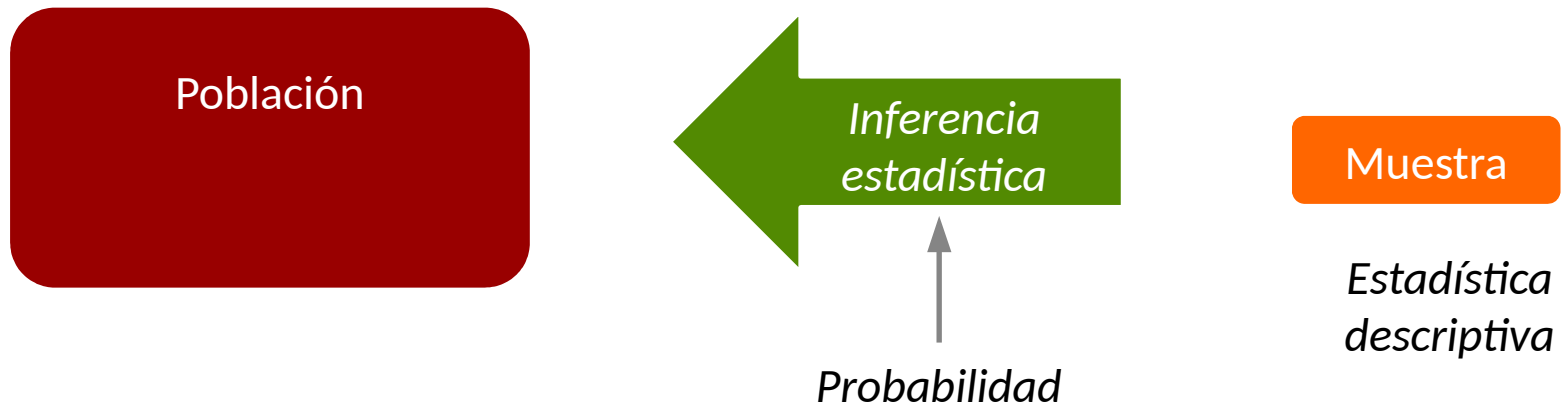 Población
Inferencia
estadística
Muestra
Estadística
descriptiva
Probabilidad